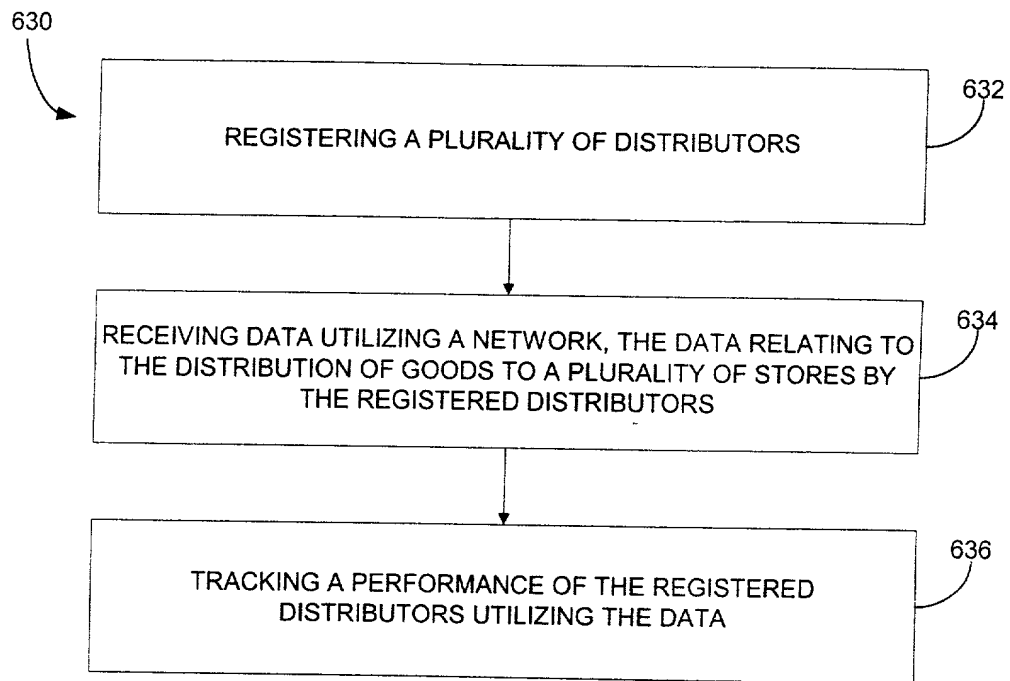 630
632
REGISTERING A PLURALITY OF DISTRIBUTORS
634
RECEIVING DATA UTILIZING A NETWORK, THE DATA RELATING TO
THE DISTRIBUTION OF GOODS TO A PLURALITY OF STORES BY
THE REGISTERED DISTRIBUTORS
636
TRACKING A PERFORMANCE OF THE REGISTERED
DISTRIBUTORS UTILIZING THE DATA